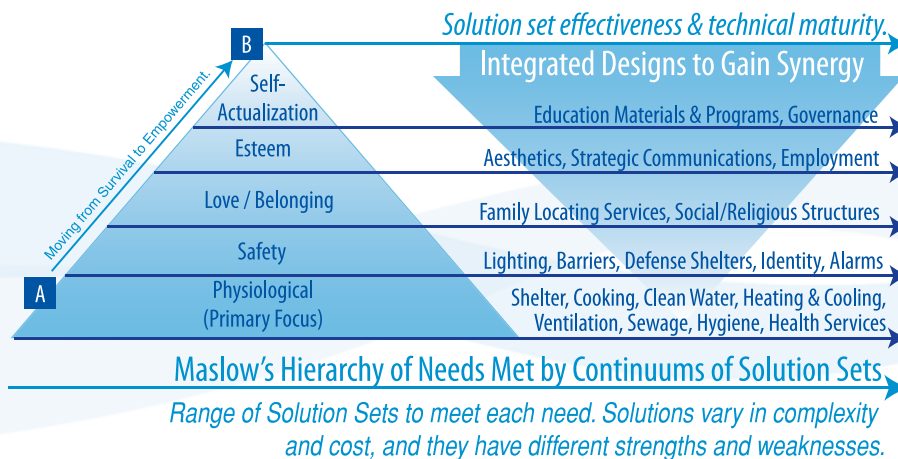 Solution set effectiveness & technical maturity.
B
Integrated Designs to Gain Synergy
Moving from Survival to Empowerment.
Self-
Actualization
Education Materials & Programs, Governance
Esteem
Aesthetics, Strategic Communications, Employment
Love / Belonging
Family Locating Services, Social/Religious Structures
Safety
Lighting, Barriers, Defense Shelters, Identity, Alarms
A
Physiological
(Primary Focus)
Shelter, Cooking, Clean Water, Heating & Cooling,
Ventilation, Sewage, Hygiene, Health Services
Maslow's Hierarchy of Needs Met by Continuums of Solution Sets
Range of Solution Sets to meet each need. Solutions vary in complexity
and cost, and they have different strengths and weaknesses.